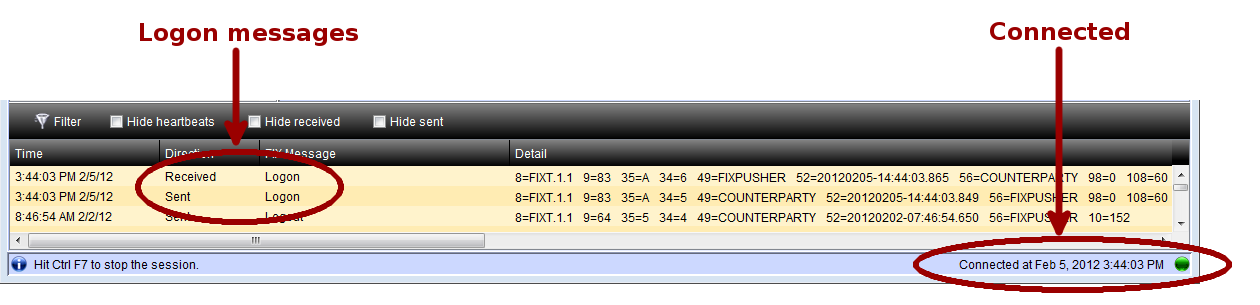 Logon messages Connected
Filter Hide heartbeats Hide received Hide sent
Time Direction FIX Message Detail
3:44:03 PM 2/5/12 Received Logon 8=FIXT.1.1 9=83 35=A 34=6 49=FIXPUSHER 52=20120205-14:44:03.865 56=COUNTERPARTY 98=0 108=60
3:44:03 PM 2/5/12 Sent Logon 8=FIXT.1.1 9=83 35=A 34=5 49=COUNTERPARTY 52=20120205-14:44:03.849 56=FIXPUSHER 98=0 108=60
8:46:54 AM 2/2/12 Sent Logout 8=FIXT.1.1 9=64 35=5 34=4 49=COUNTERPARTY 52=20120202-07:46:54.650 56=FIXPUSHER 10=152
Hit Ctrl F7 to stop the session. Connected at Feb 5, 2012 3:44:03 PM